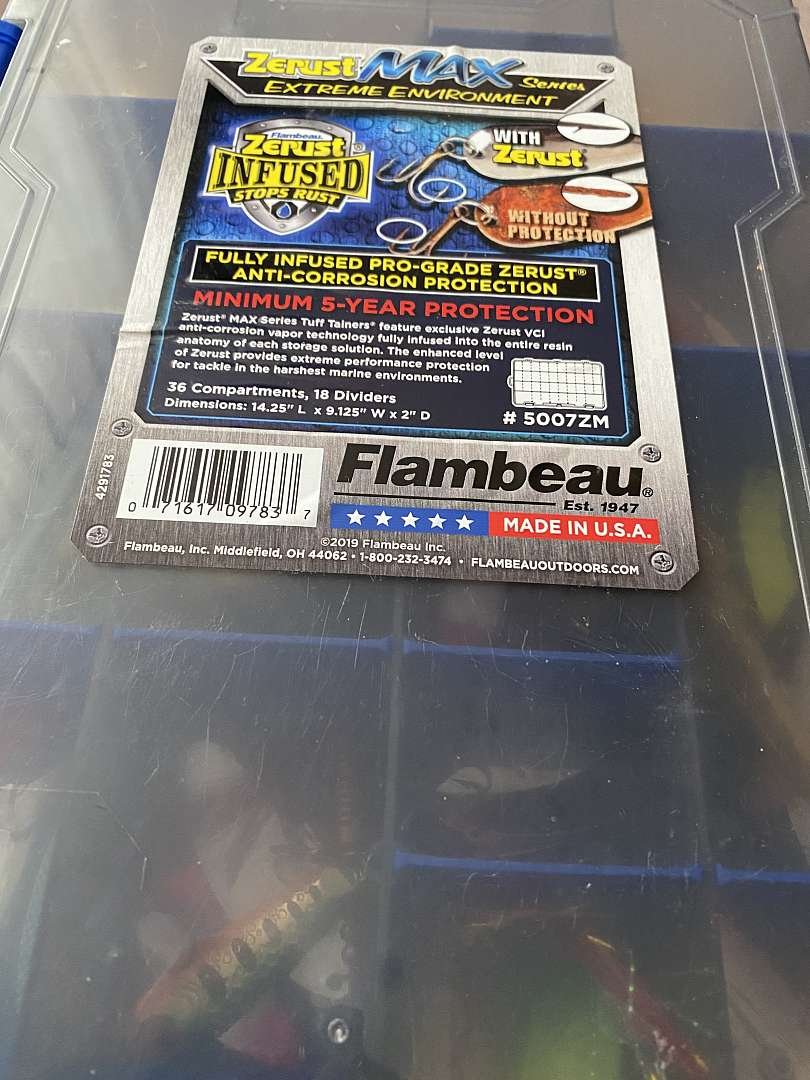 ZERUST® MAX Series
EXTREME ENVIRONMENT
Flambeau.
ZERUST®
INFUSED
STOPS RUST
WITH
ZERUST®
WITHOUT
PROTECTION
FULLY INFUSED PRO-GRADE ZERUST®
ANTI-CORROSION PROTECTION
MINIMUM 5-YEAR PROTECTION
Zerust® MAX Series Tuff Tainers® feature exclusive Zerust VCI
anti-corrosion vapor technology fully infused into the entire resin
anatomy of each storage solution. The enhanced level
of Zerust provides extreme performance protection
for tackle in the harshest marine environments.
36 Compartments, 18 Dividers
Dimensions: 14.25" L x 9.125" W x 2" D
# 5007ZM
4291783
0 71617 09783 7
Flambeau®
Est. 1947
MADE IN U.S.A.
©2019 Flambeau Inc.
Flambeau, Inc. Middlefield, OH 44062 • 1-800-232-3474 • FLAMBEAUOUTDOORS.COM